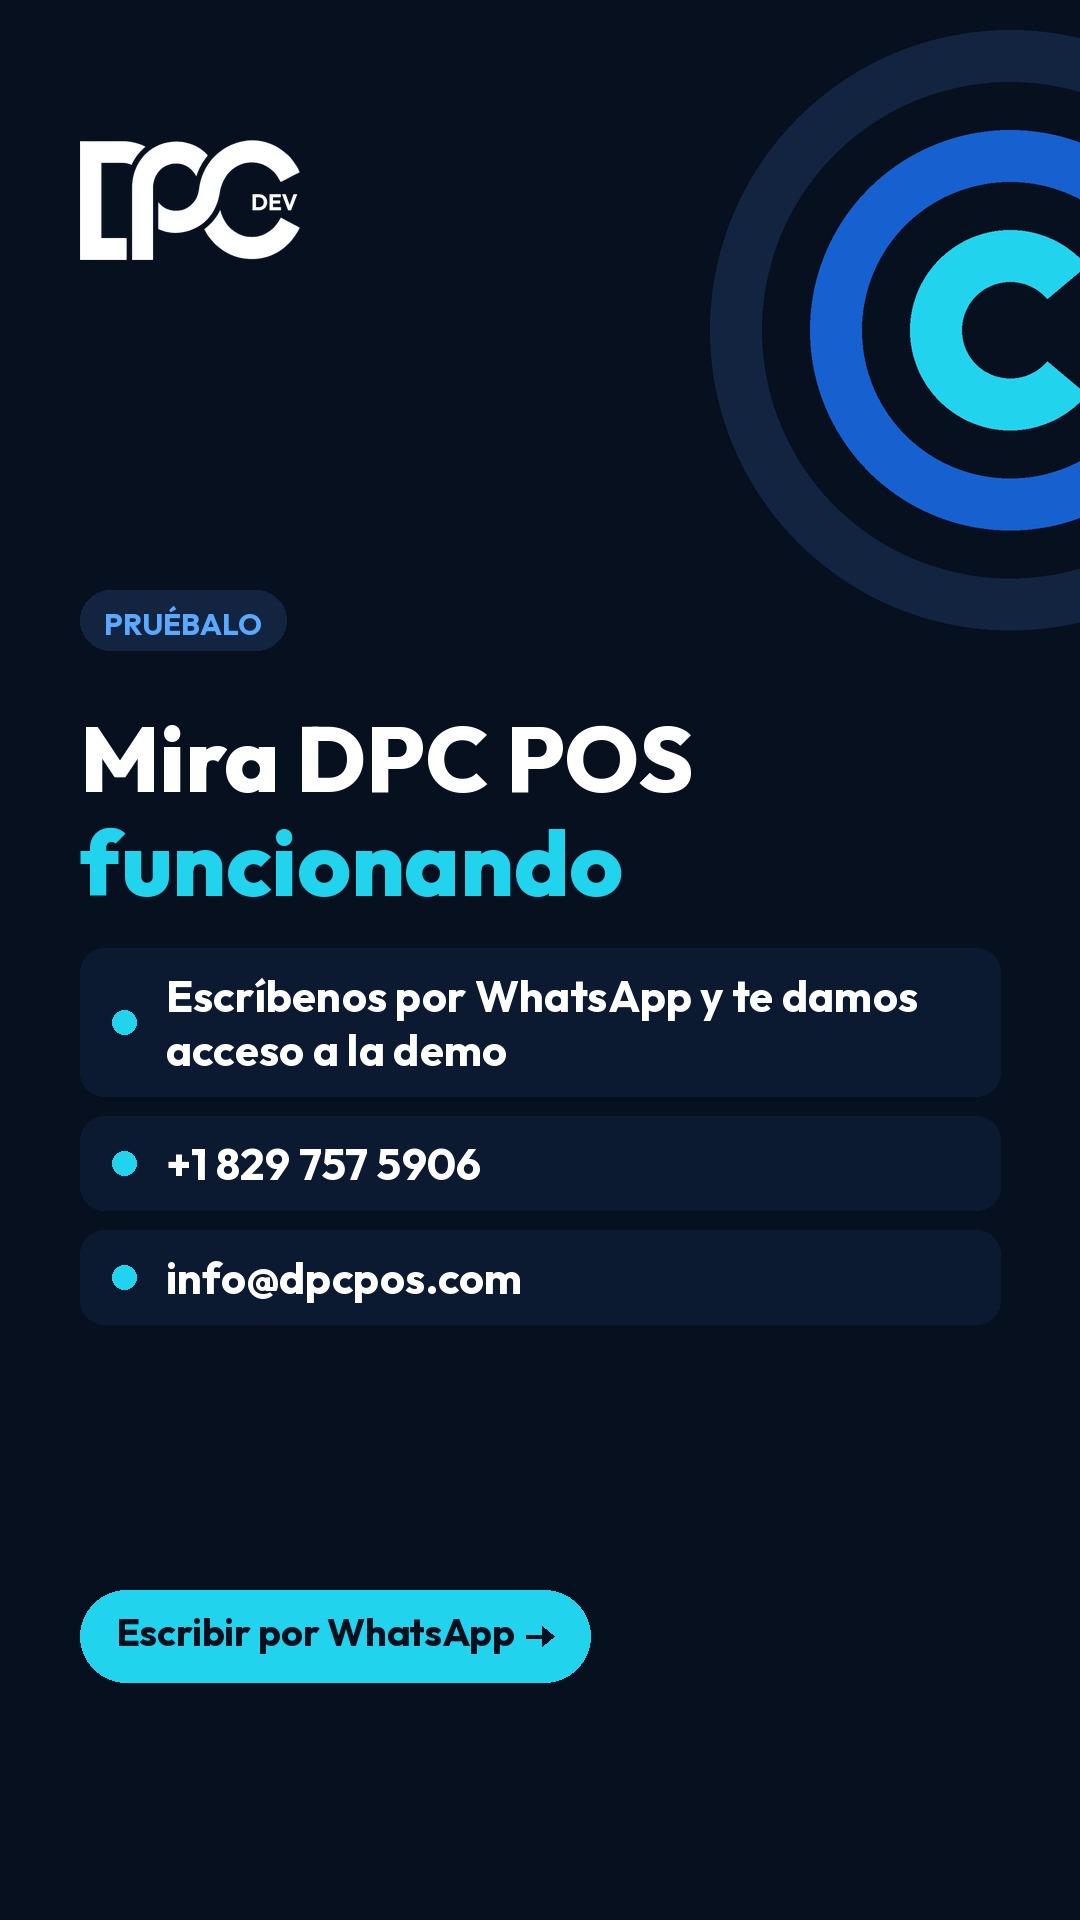 DPC
DEV
PRUÉBALO
Mira DPC POS
funcionando
Escríbenos por WhatsApp y te damos
acceso a la demo
+1 829 757 5906
info@dpcpos.com
Escribir por WhatsApp →